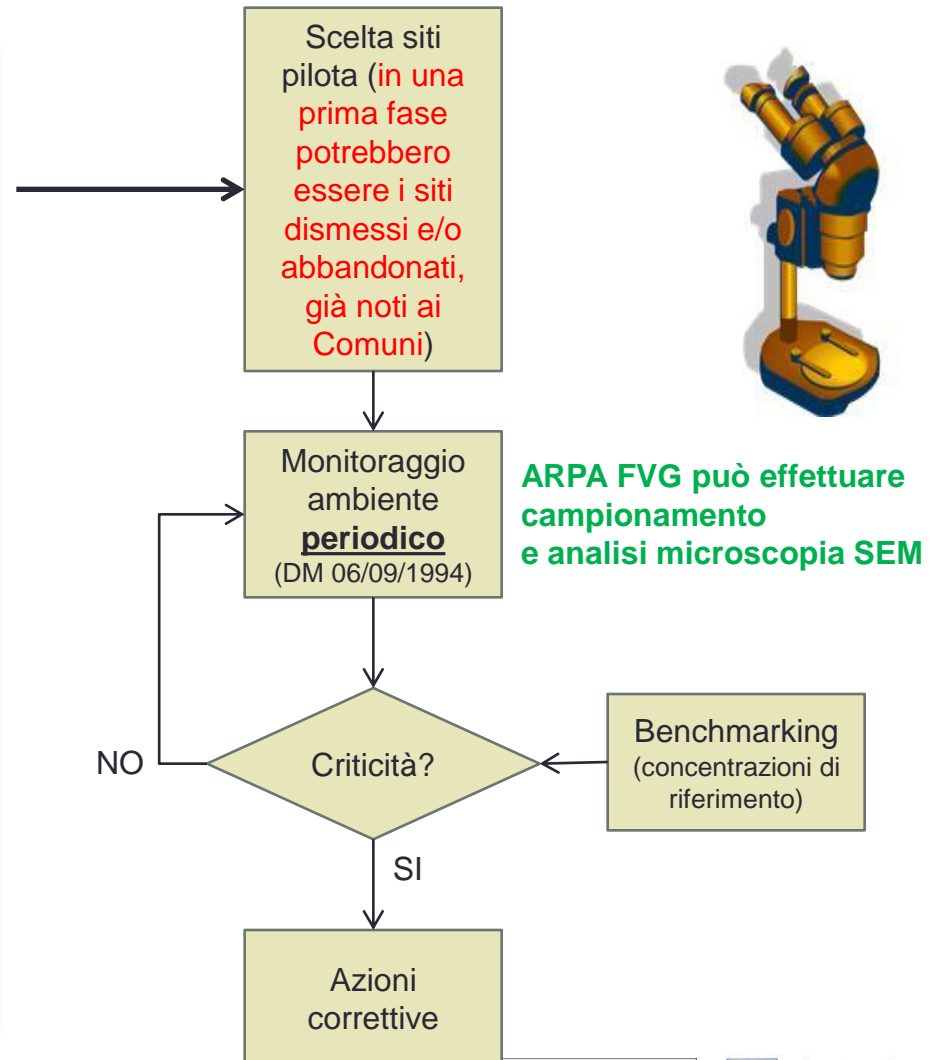 Scelta siti
pilota (in una
prima fase
potrebbero
essere i siti
dismessi e/o
abbandonati,
già noti ai
Comuni)
Monitoraggio
ambiente
periodico
(DM 06/09/1994)
ARPA FVG può effettuare
campionamento
e analisi microscopia SEM
NO
Criticità?
Benchmarking
(concentrazioni di
riferimento)
SI
Azioni
correttive